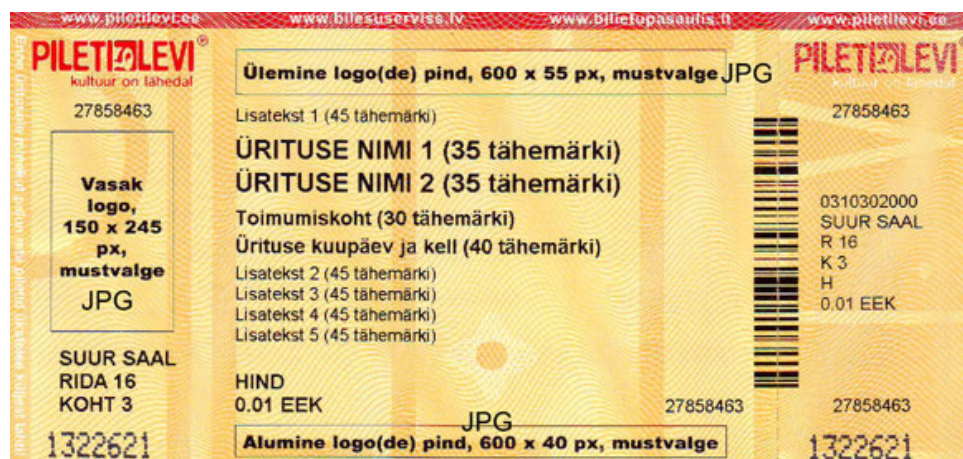 www.piletilevi.ee www.bilesuserviss.lv www.bilietupasaulis.lt www.piletilevi.ee
PILETILEVI®
kultuur on lähedal
27858463
Vasak
logo,
150 x 245
px,
mustvalge
JPG
SUUR SAAL
RIDA 16
KOHT 3
1322621
Ülemine logo(de) pind, 600 x 55 px, mustvalge JPG
Lisatekst 1 (45 tähemärki)
ÜRITUSE NIMI 1 (35 tähemärki)
ÜRITUSE NIMI 2 (35 tähemärki)
Toimumiskoht (30 tähemärki)
Ürituse kuupäev ja kell (40 tähemärki)
Lisatekst 2 (45 tähemärki)
Lisatekst 3 (45 tähemärki)
Lisatekst 4 (45 tähemärki)
Lisatekst 5 (45 tähemärki)
HIND
0.01 EEK
27858463
JPG
Alumine logo(de) pind, 600 x 40 px, mustvalge
PILETILEVI®
kultuur on lähedal
27858463
0310302000
SUUR SAAL
R 16
K 3
H
0.01 EEK
27858463
1322621